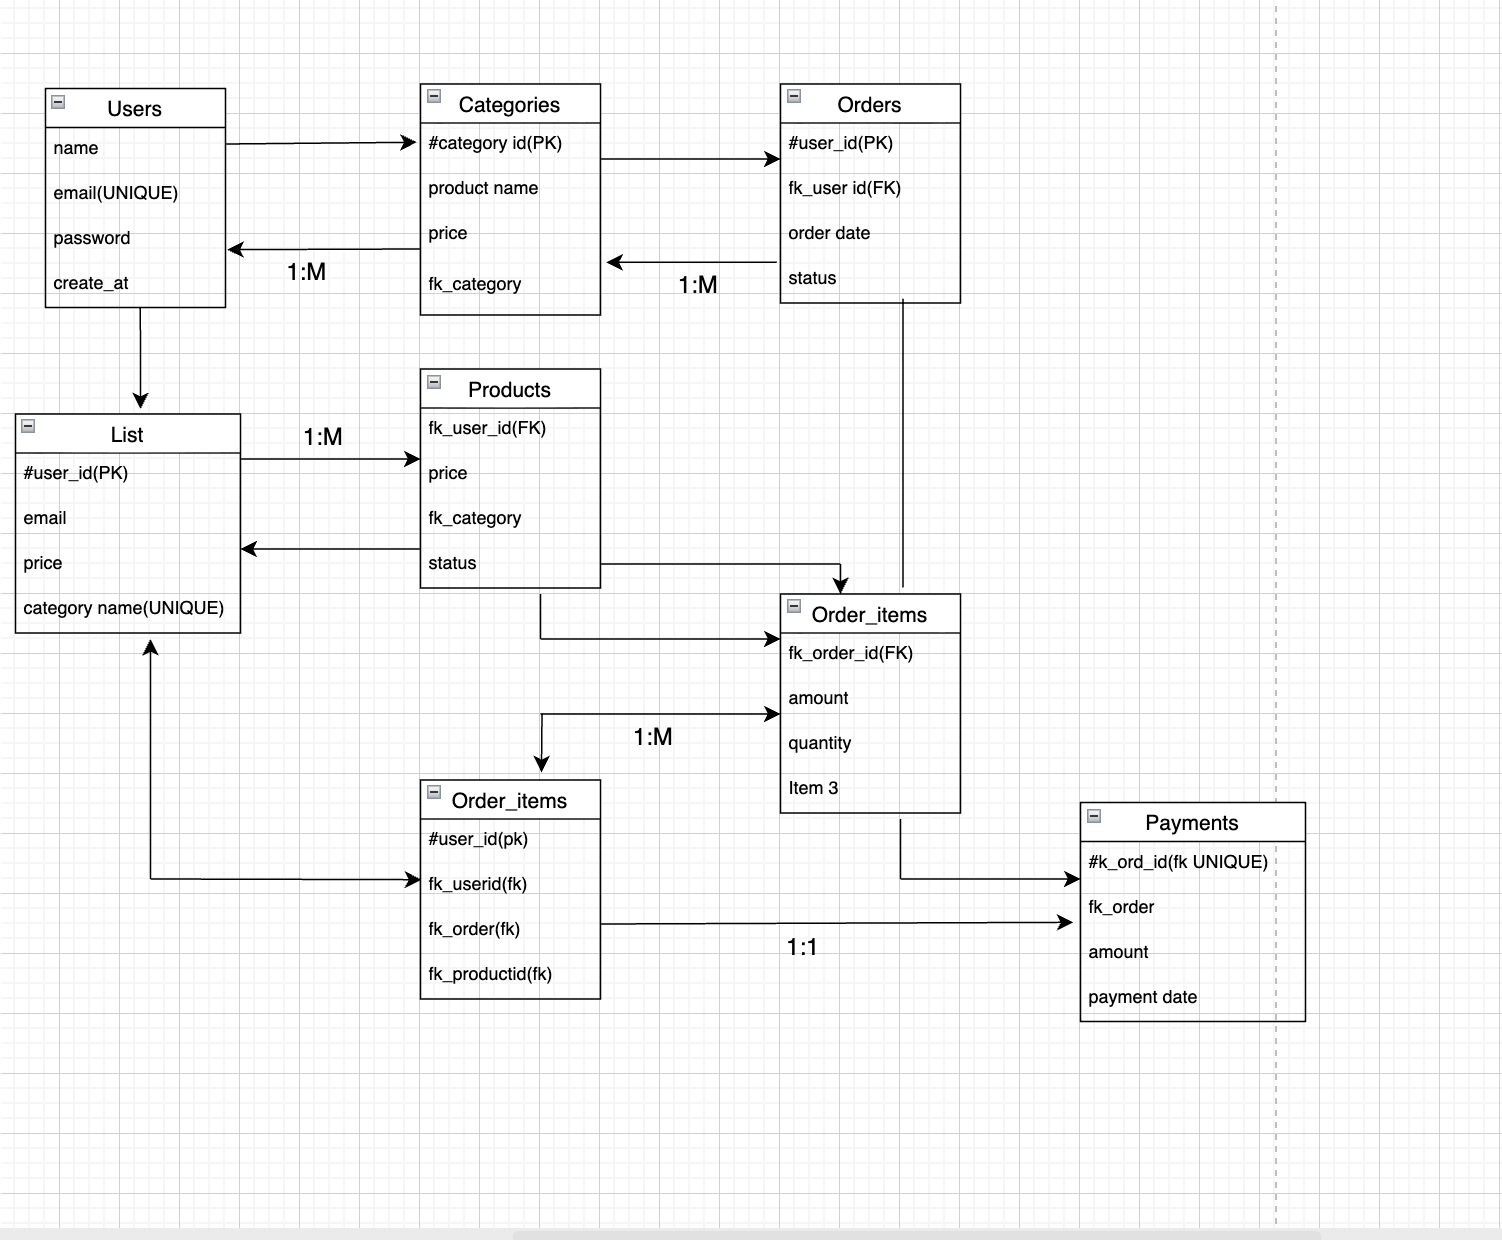 Users
name
email(UNIQUE)
password
create_at
Categories
#category id(PK)
product name
price
fk_category
Orders
#user_id(PK)
fk_user id(FK)
order date
status
1:M
1:M
List
#user_id(PK)
email
price
category name(UNIQUE)
1:M
Products
fk_user_id(FK)
price
fk_category
status
Order_items
fk_order_id(FK)
amount
quantity
Item 3
1:M
Order_items
#user_id(pk)
fk_userid(fk)
fk_order(fk)
fk_productid(fk)
1:1
Payments
#k_ord_id(fk UNIQUE)
fk_order
amount
payment date